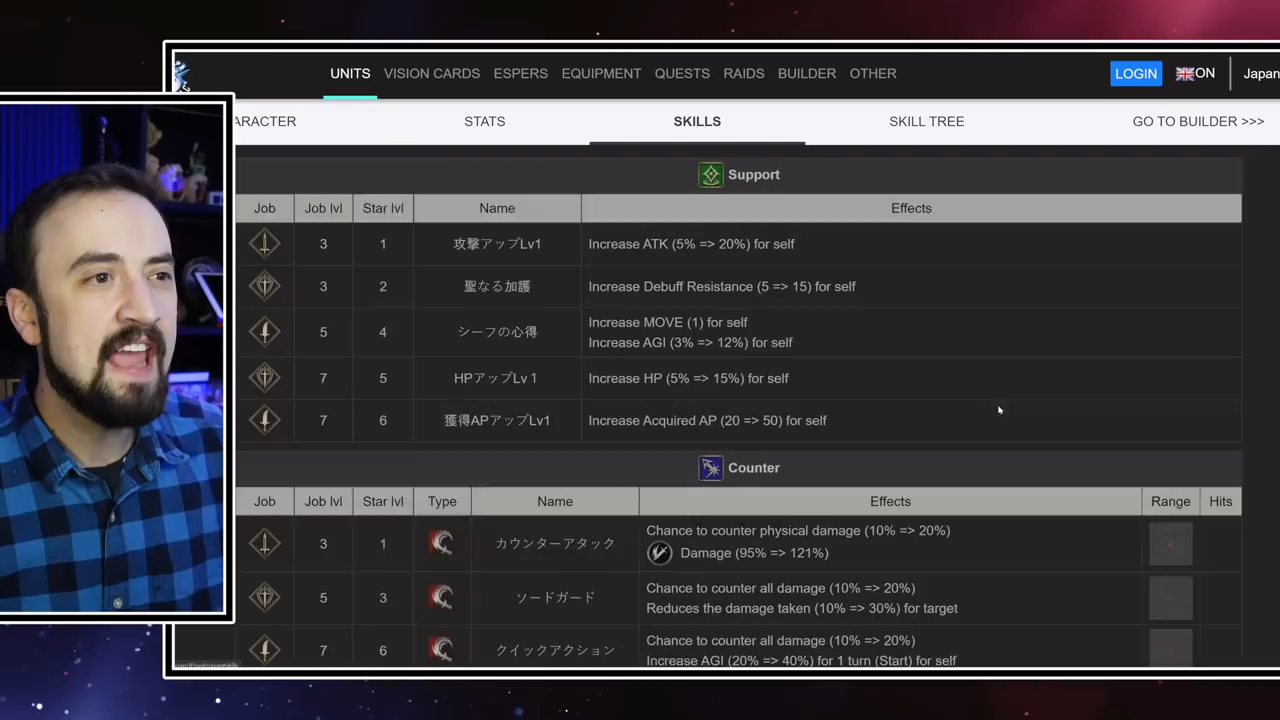 UNITS VISION CARDS ESPERS EQUIPMENT QUESTS RAIDS BUILDER OTHER LOGIN ON Japan
ARACTER STATS SKILLS SKILL TREE GO TO BUILDER >>>
Support
Job Job lvl Star lvl Name Effects
3 1 攻撃アップLv1 Increase ATK (5% => 20%) for self
3 2 聖なる加護 Increase Debuff Resistance (5 => 15) for self
5 4 シーフの心得 Increase MOVE (1) for self
Increase AGI (3% => 12%) for self
7 5 HPアップLv 1 Increase HP (5% => 15%) for self
7 6 獲得APアップLv1 Increase Acquired AP (20 => 50) for self
Counter
Job Job lvl Star lvl Type Name Effects Range Hits
3 1 カウンターアタック Chance to counter physical damage (10% => 20%)
Damage (95% => 121%)
5 3 ソードガード Chance to counter all damage (10% => 20%)
Reduces the damage taken (10% => 30%) for target
7 6 クイックアクション Chance to counter all damage (10% => 20%)
Increase AGI (20% => 40%) for 1 turn (Start) for self